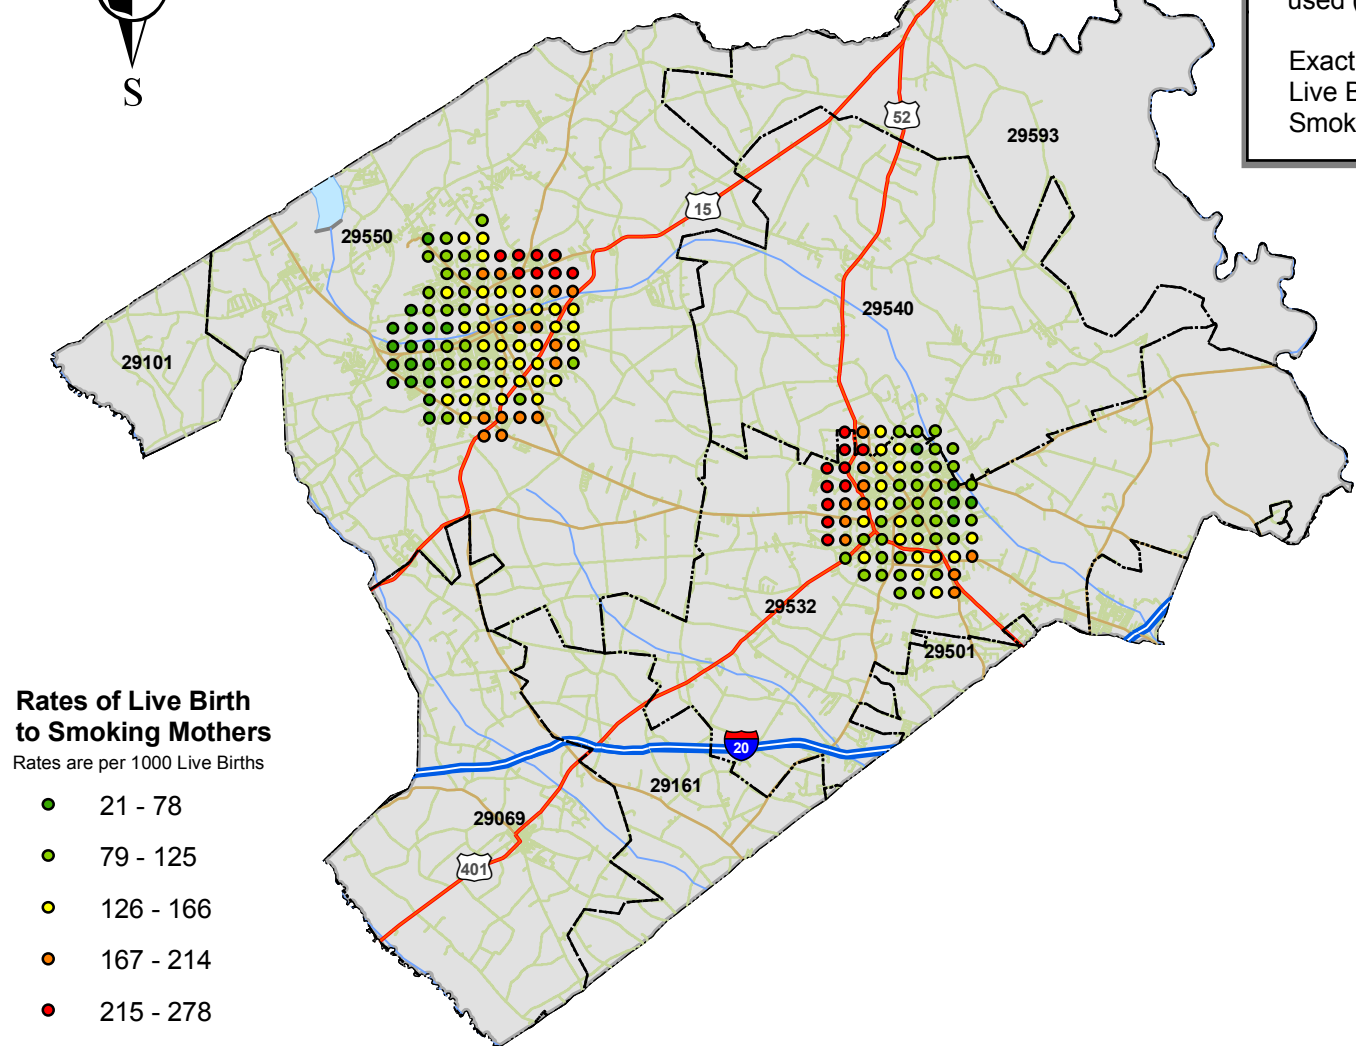 S
used
Exact
Live B
Smok
52
29593
15
29550
29540
29101
29532
29501
20
29161
29069
401
Rates of Live Birth
to Smoking Mothers
Rates are per 1000 Live Births
21 - 78
79 - 125
126 - 166
167 - 214
215 - 278